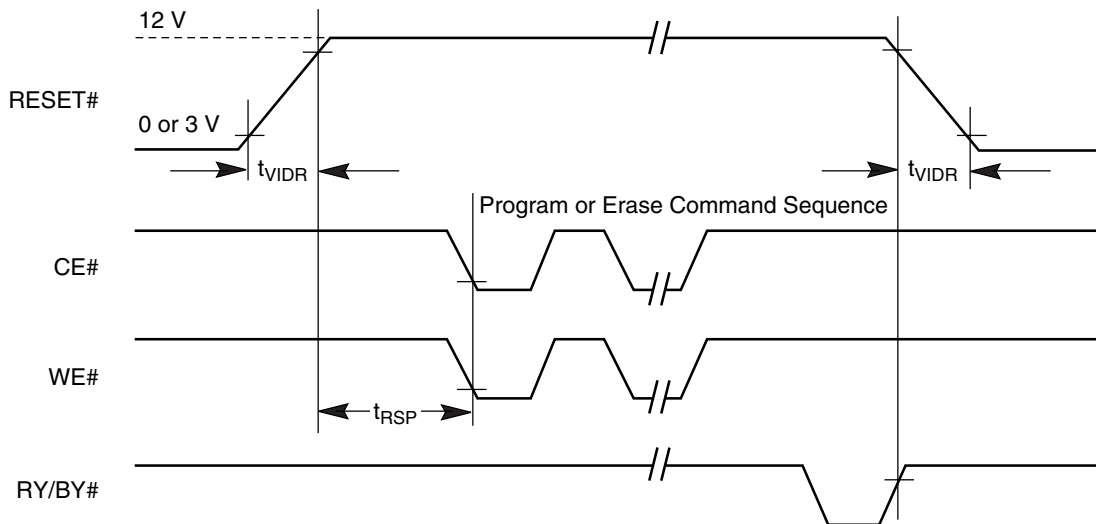 12 V
RESET#
0 or 3 V
tVIDR
tVIDR
Program or Erase Command Sequence
CE#
WE#
tRSP
RY/BY#